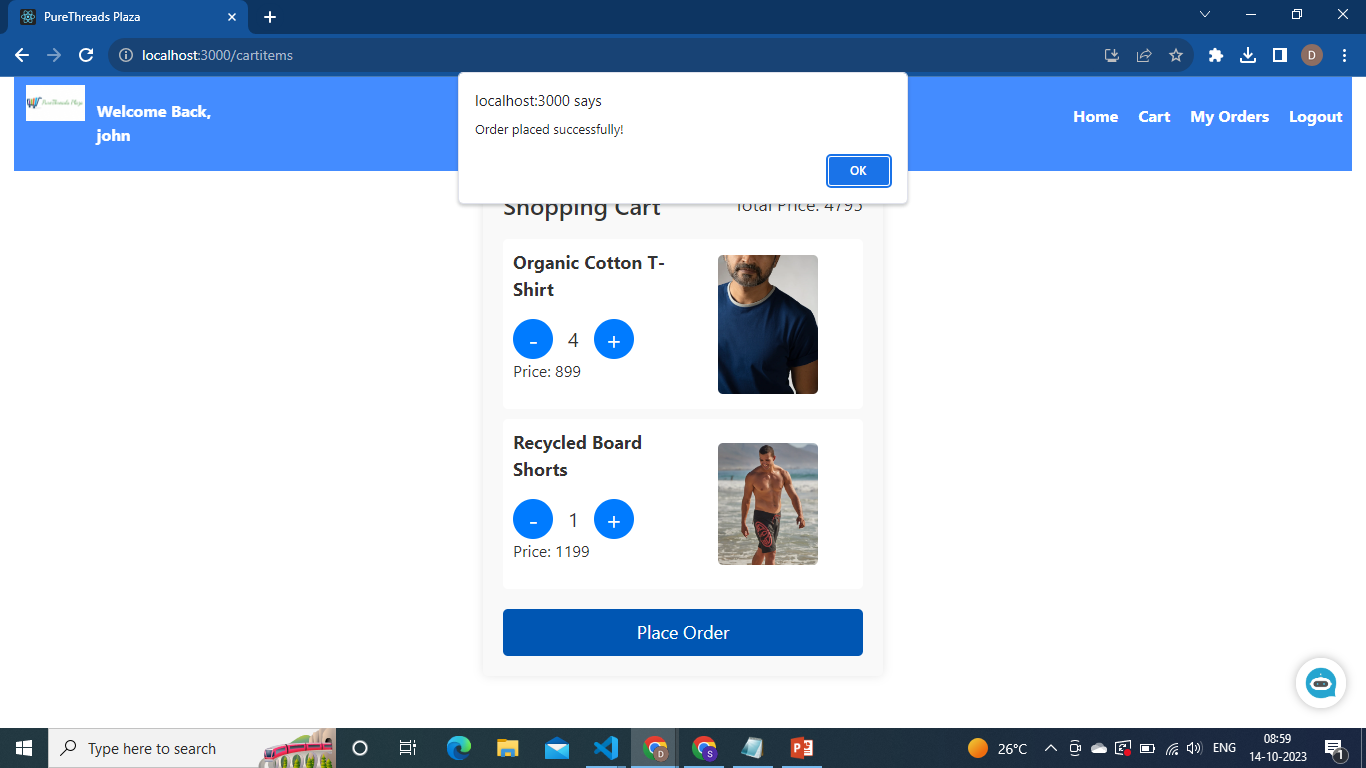 PureThreads Plaza
localhost:3000/cartitems
D
PureThreads Plaza
Welcome Back,
john
Home Cart My Orders Logout
localhost:3000 says
Order placed successfully!
OK
Shopping Cart Total Price: 4795
Organic Cotton T-
Shirt
- 4 +
Price: 899
Recycled Board
Shorts
- 1 +
Price: 1199
Place Order
Type here to search
D
S
26°C
ENG
08:59
14-10-2023
1